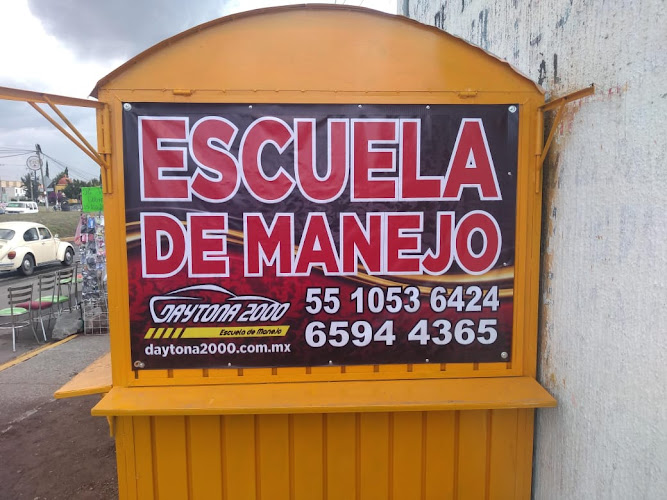 ESCUELA
DE MANEJO
DAYTONA 2000
Escuela de Manejo
daytona2000.com.mx
55 1053 6424
6594 4365